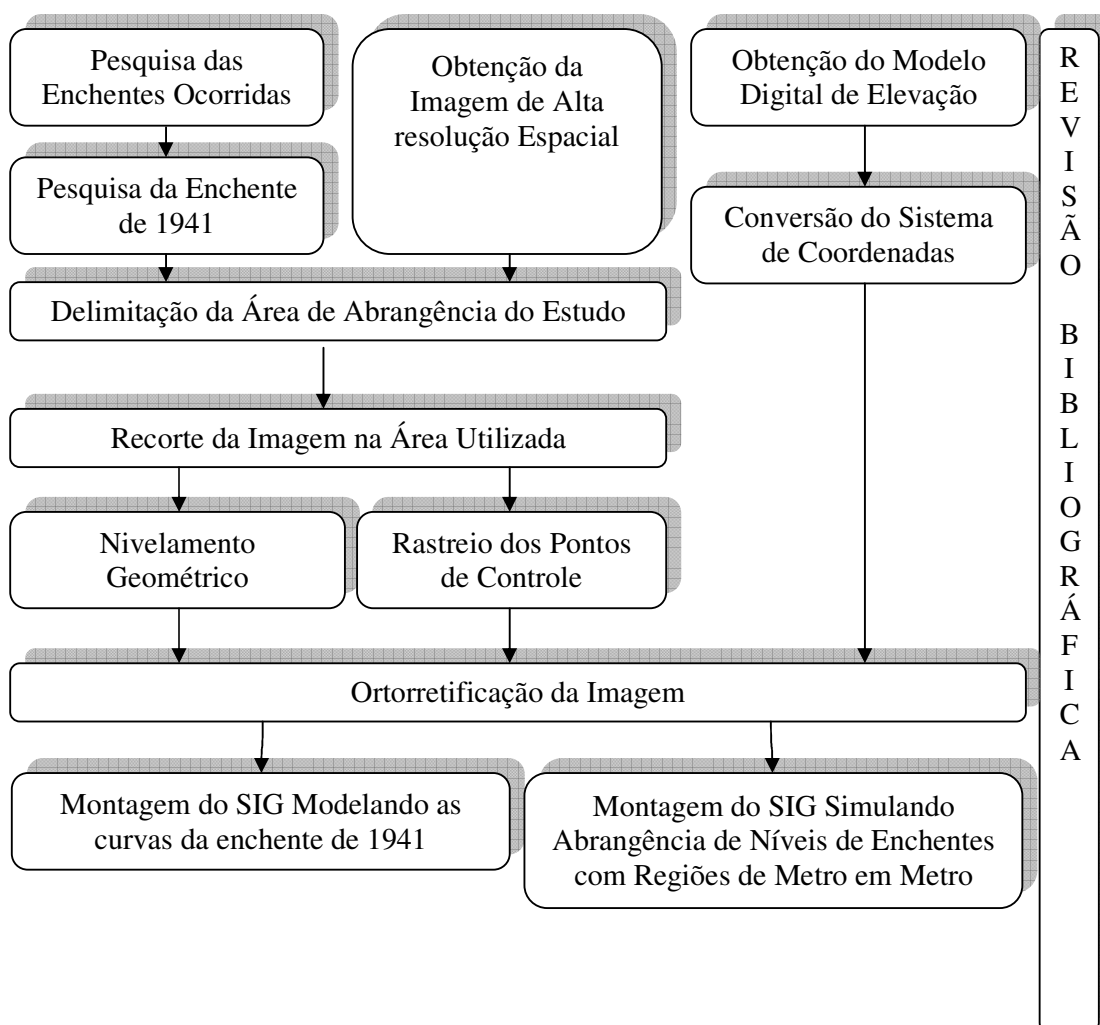 Pesquisa das
Enchentes Ocorridas
Obtenção da
Imagem de Alta
resolução Espacial
Obtenção do Modelo
Digital de Elevação
Pesquisa da Enchente
de 1941
Conversão do Sistema
de Coordenadas
Delimitação da Área de Abrangência do Estudo
Recorte da Imagem na Área Utilizada
Nivelamento
Geométrico
Rastreio dos Pontos
de Controle
Ortorretificação da Imagem
Montagem do SIG Modelando as
curvas da enchente de 1941
Montagem do SIG Simulando
Abrangência de Níveis de Enchentes
com Regiões de Metro em Metro
REVISÃO BIBLIOGRÁFICA